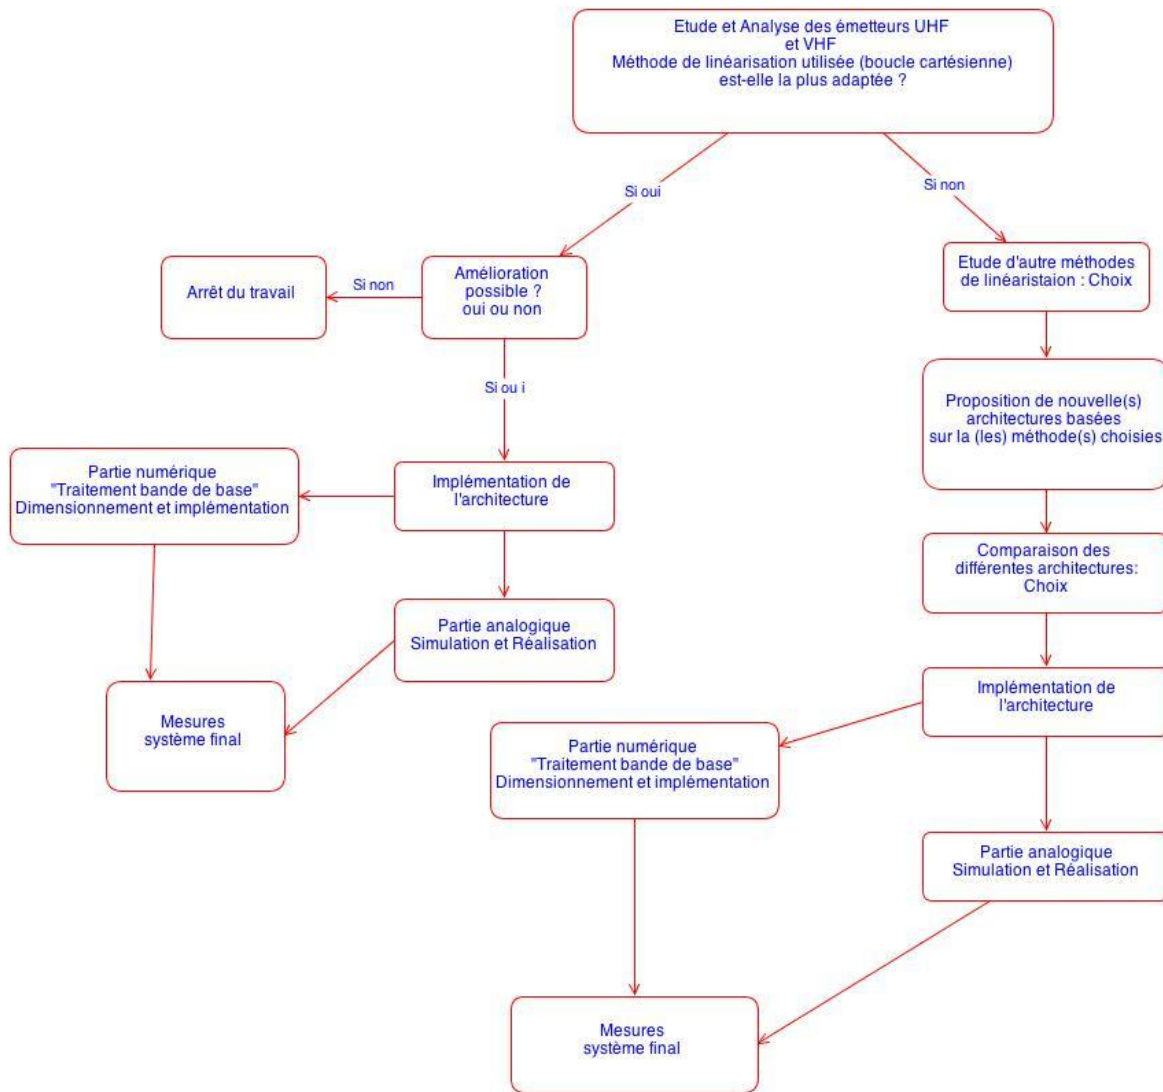 Etude et Analyse des émetteurs UHF
et VHF
Méthode de linéarisation utilisée (boucle cartésienne)
est-elle la plus adaptée ?
Si oui
Si non
Arrêt du travail
Si non
Amélioration
possible ?
oui ou non
Etude d'autre méthodes
de linéaristaion : Choix
Si ou i
Proposition de nouvelle(s)
architectures basées
sur la (les) méthode(s) choisies
Partie numérique
"Traitement bande de base"
Dimensionnement et implémentation
Implémentation de
l'architecture
Comparaison des
différentes architectures:
Choix
Partie analogique
Simulation et Réalisation
Mesures
système final
Implémentation de
l'architecture
Partie numérique
"Traitement bande de base"
Dimensionnement et implémentation
Partie analogique
Simulation et Réalisation
Mesures
système final